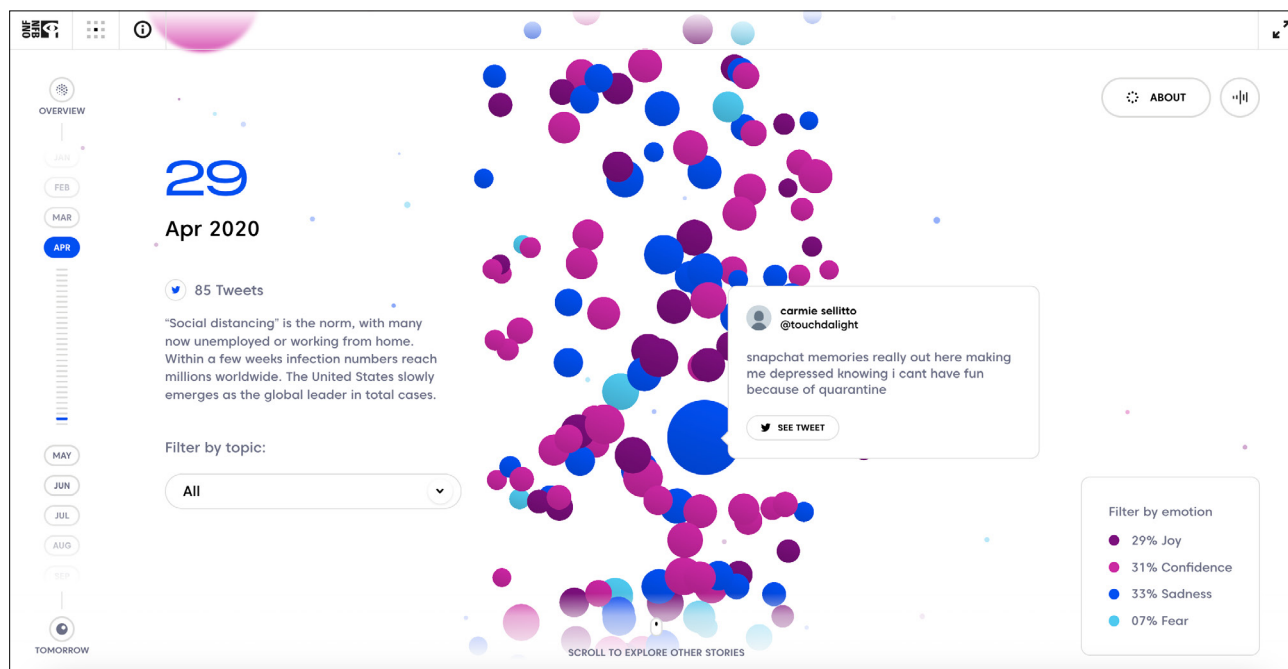 ONF
NFB
OVERVIEW
JAN
FEB
MAR
APR
MAY
JUN
JUL
AUG
SEP
TOMORROW
29
Apr 2020
85 Tweets
“Social distancing” is the norm, with many
now unemployed or working from home.
Within a few weeks infection numbers reach
millions worldwide. The United States slowly
emerges as the global leader in total cases.
Filter by topic:
All
carmie sellitto
@touchdalight
snapchat memories really out here making
me depressed knowing i cant have fun
because of quarantine
SEE TWEET
SCROLL TO EXPLORE OTHER STORIES
ABOUT
Filter by emotion
29% Joy
31% Confidence
33% Sadness
07% Fear